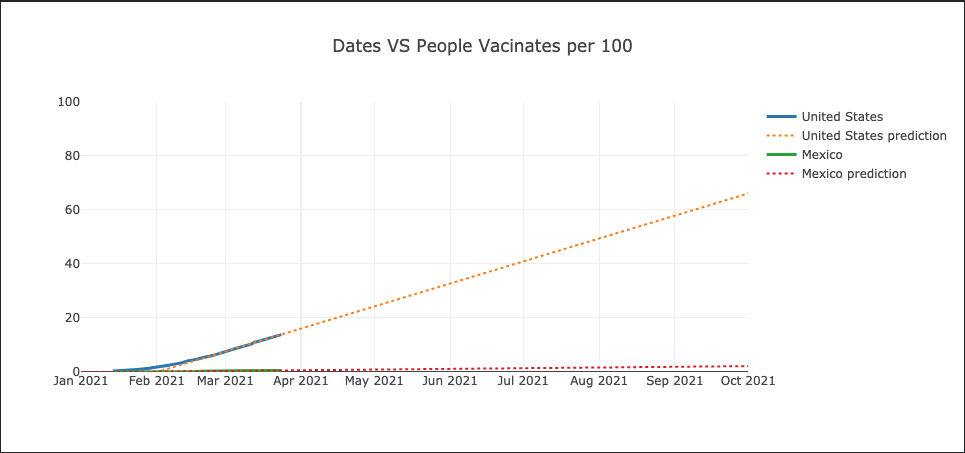 Dates VS People Vacinates per 100
100
80
60
40
20
0
Jan 2021 Feb 2021 Mar 2021 Apr 2021 May 2021 Jun 2021 Jul 2021 Aug 2021 Sep 2021 Oct 2021
United States
United States prediction
Mexico
Mexico prediction